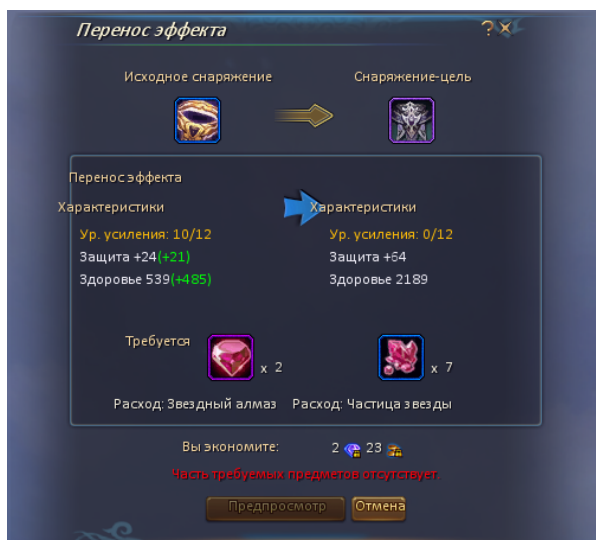 Перенос эффекта ? ×
Исходное снаряжение Снаряжение-цель
Перенос эффекта
Характеристики Характеристики
Ур. усиления: 10/12 Ур. усиления: 0/12
Защита +24(+21) Защита +64
Здоровье 539(+485) Здоровье 2189
Требуется x 2 x 7
Расход: Звездный алмаз Расход: Частица звезды
Вы экономите: 2 23
Часть требуемых предметов отсутствует.
Предпросмотр Отмена